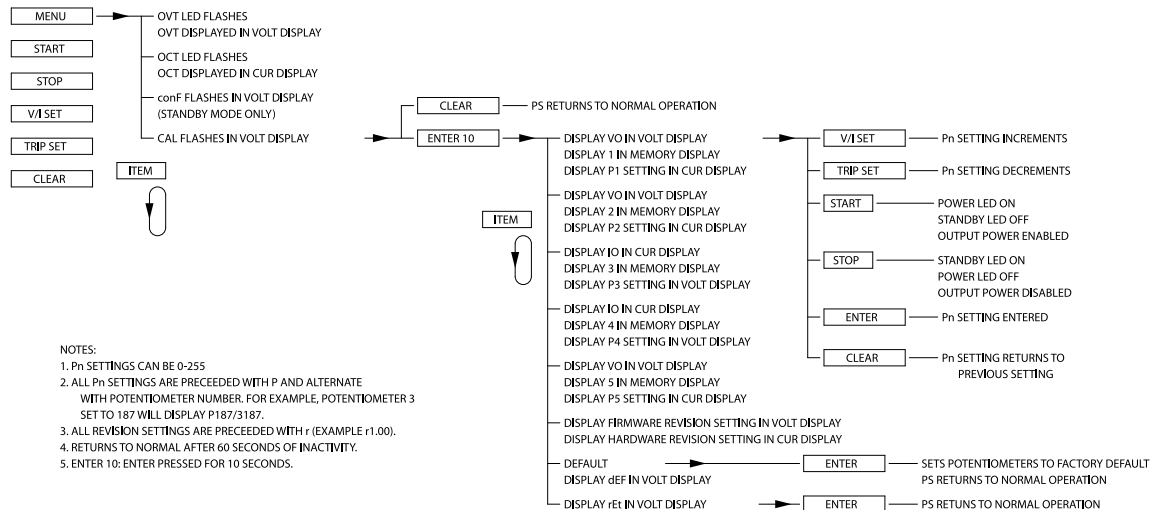 MENU
OVT LED FLASHES
OVT DISPLAYED IN VOLT DISPLAY
START
OCT LED FLASHES
OCT DISPLAYED IN CUR DISPLAY
STOP
conF FLASHES IN VOLT DISPLAY
(STANDBY MODE ONLY)
V/I SET
CAL FLASHES IN VOLT DISPLAY
TRIP SET
CLEAR
ITEM
CLEAR
PS RETURNS TO NORMAL OPERATION
ENTER 10
ITEM
DISPLAY VO IN VOLT DISPLAY
DISPLAY 1 IN MEMORY DISPLAY
DISPLAY P1 SETTING IN CUR DISPLAY
DISPLAY VO IN VOLT DISPLAY
DISPLAY 2 IN MEMORY DISPLAY
DISPLAY P2 SETTING IN CUR DISPLAY
DISPLAY IO IN CUR DISPLAY
DISPLAY 3 IN MEMORY DISPLAY
DISPLAY P3 SETTING IN VOLT DISPLAY
DISPLAY IO IN CUR DISPLAY
DISPLAY 4 IN MEMORY DISPLAY
DISPLAY P4 SETTING IN VOLT DISPLAY
DISPLAY VO IN VOLT DISPLAY
DISPLAY 5 IN MEMORY DISPLAY
DISPLAY P5 SETTING IN CUR DISPLAY
DISPLAY FIRMWARE REVISION SETTING IN VOLT DISPLAY
DISPLAY HARDWARE REVISION SETTING IN CUR DISPLAY
DEFAULT
DISPLAY dEF IN VOLT DISPLAY
DISPLAY rEt IN VOLT DISPLAY
V/I SET
Pn SETTING INCREMENTS
TRIP SET
Pn SETTING DECREMENTS
START
POWER LED ON
STANDBY LED OFF
OUTPUT POWER ENABLED
STOP
STANDBY LED ON
POWER LED OFF
OUTPUT POWER DISABLED
ENTER
Pn SETTING ENTERED
CLEAR
Pn SETTING RETURNS TO
PREVIOUS SETTING
ENTER
SETS POTENTIOMETERS TO FACTORY DEFAULT
PS RETURNS TO NORMAL OPERATION
ENTER
PS RETUNS TO NORMAL OPERATION
NOTES:
1. Pn SETTINGS CAN BE 0-255
2. ALL Pn SETTINGS ARE PRECEEDED WITH P AND ALTERNATE
WITH POTENTIOMETER NUMBER. FOR EXAMPLE, POTENTIOMETER 3
SET TO 187 WILL DISPLAY P187/3187.
3. ALL REVISION SETTINGS ARE PRECEEDED WITH r (EXAMPLE r1.00).
4. RETURNS TO NORMAL AFTER 60 SECONDS OF INACTIVITY.
5. ENTER 10: ENTER PRESSED FOR 10 SECONDS.